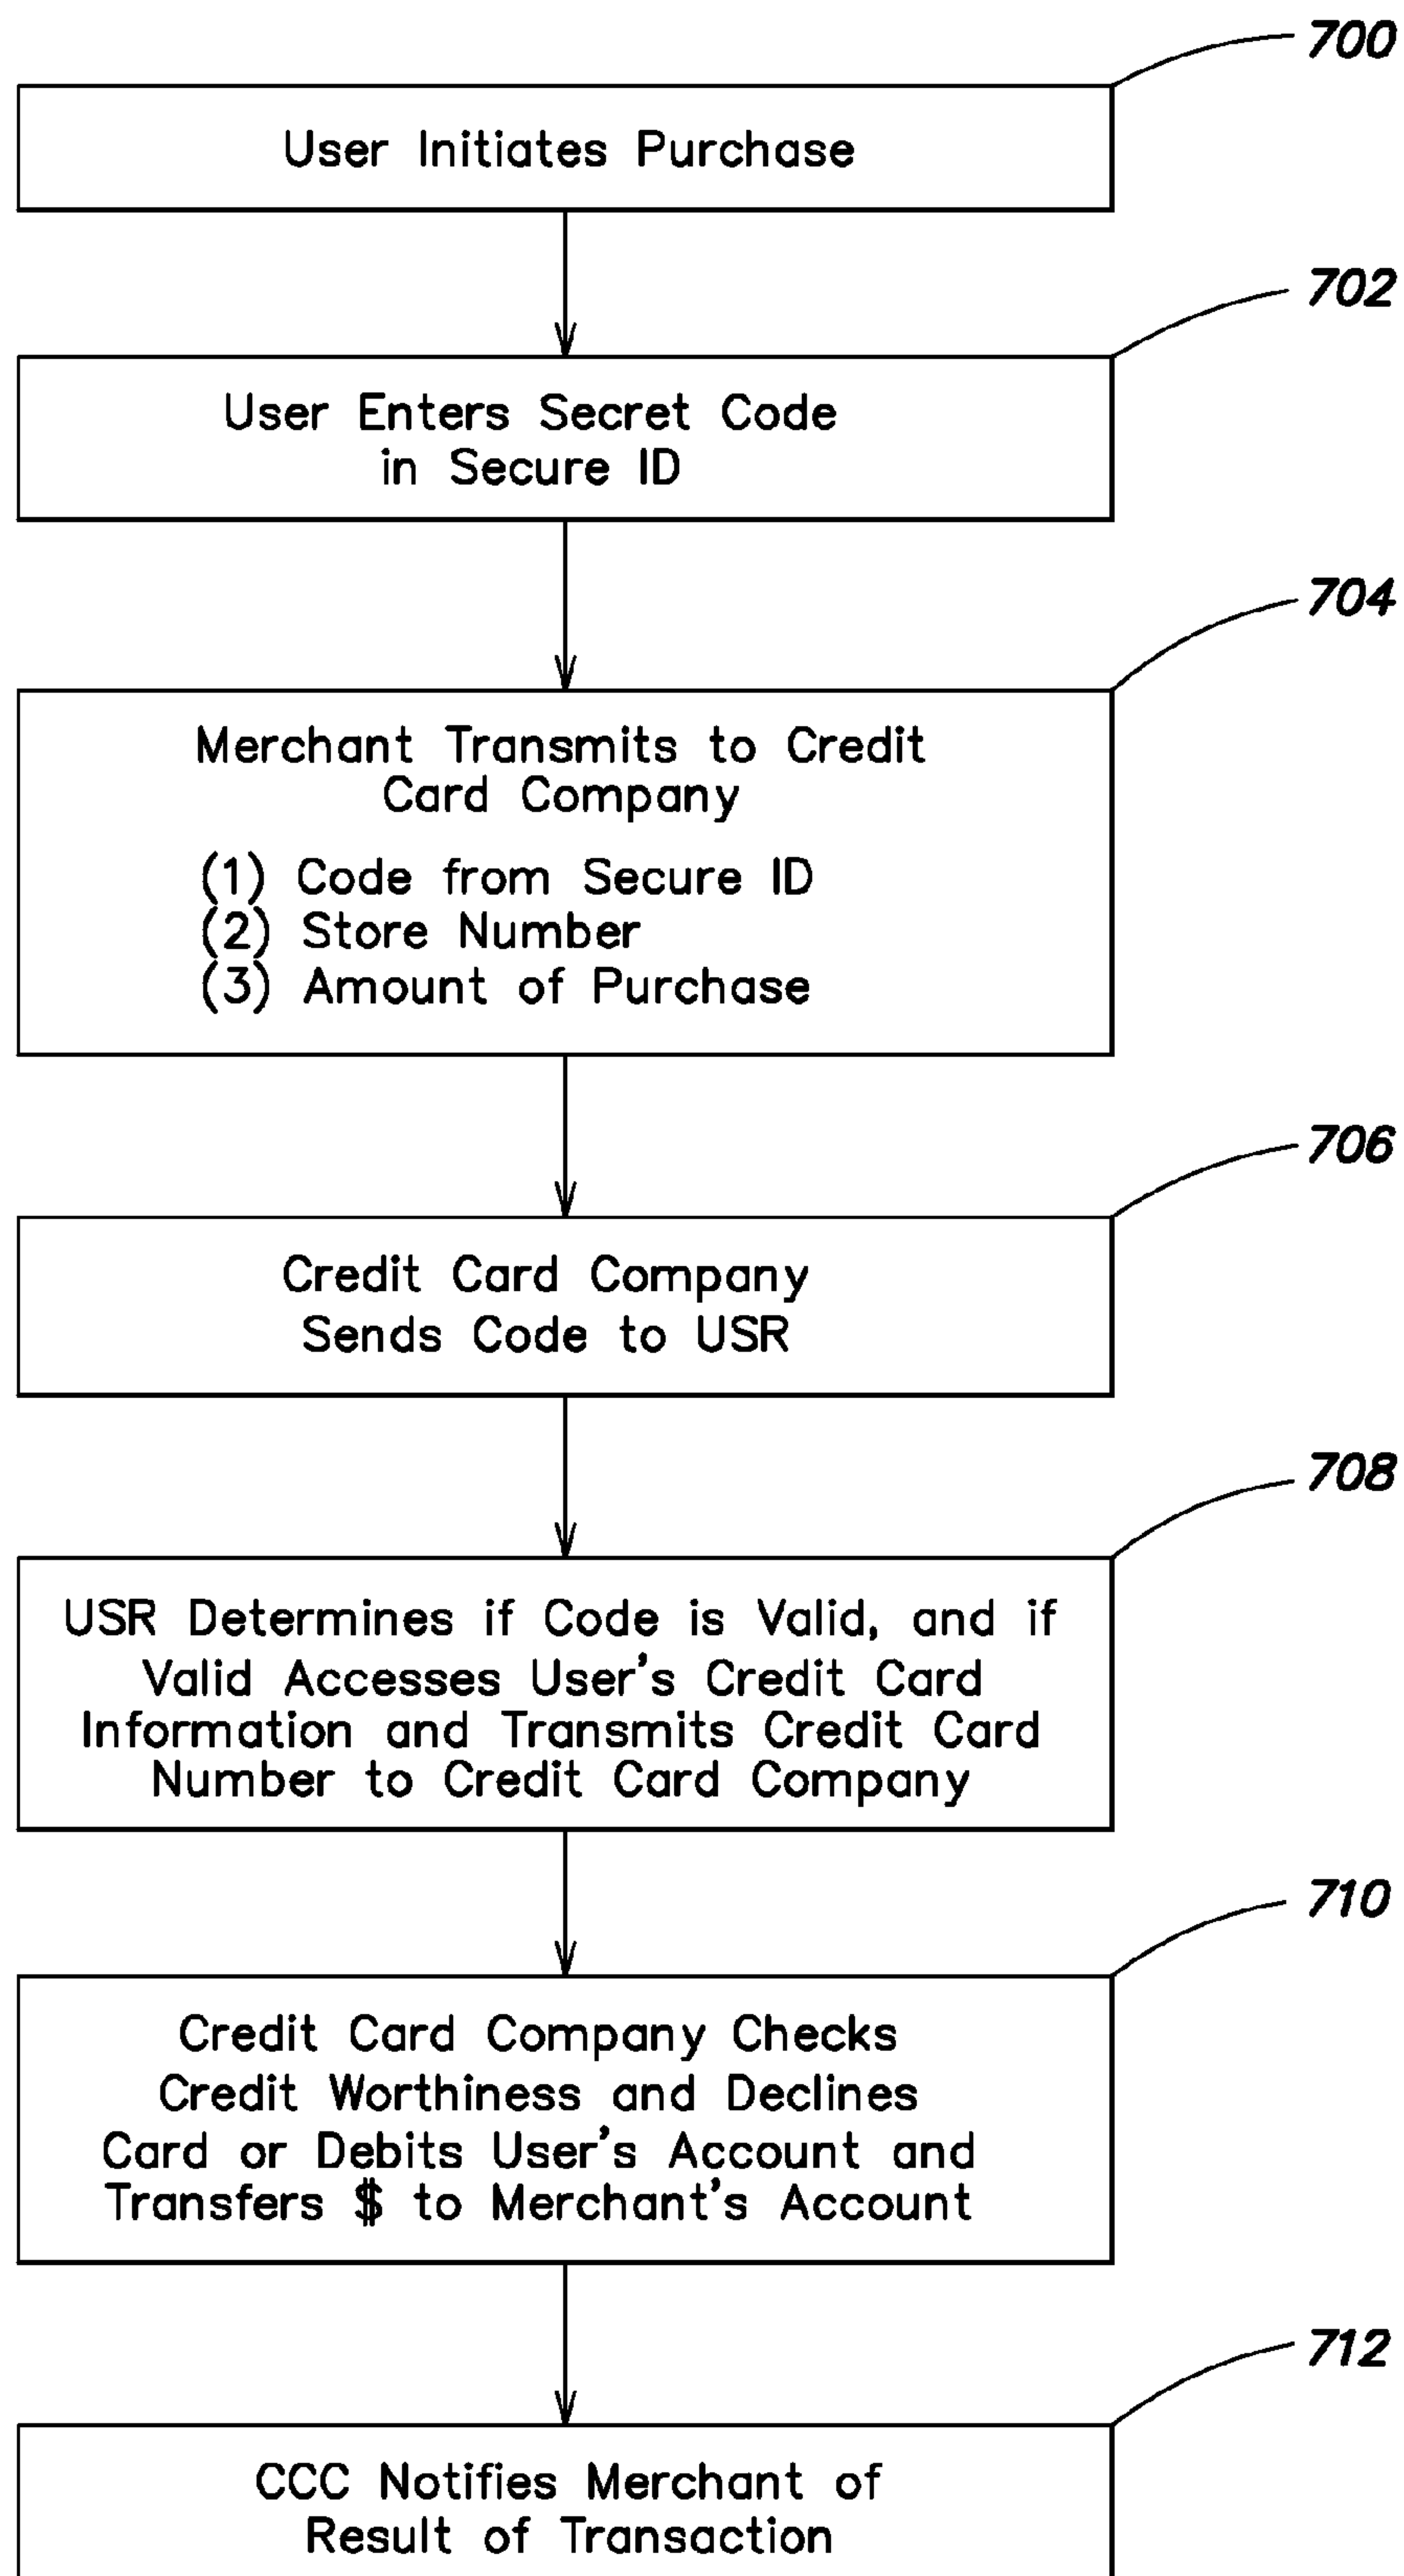 700
User Initiates Purchase
702
User Enters Secret Code
in Secure ID
704
Merchant Transmits to Credit
Card Company
(1) Code from Secure ID
(2) Store Number
(3) Amount of Purchase
706
Credit Card Company
Sends Code to USR
708
USR Determines if Code is Valid, and if
Valid Accesses User's Credit Card
Information and Transmits Credit Card
Number to Credit Card Company
710
Credit Card Company Checks
Credit Worthiness and Declines
Card or Debits User's Account and
Transfers $ to Merchant's Account
712
CCC Notifies Merchant of
Result of Transaction